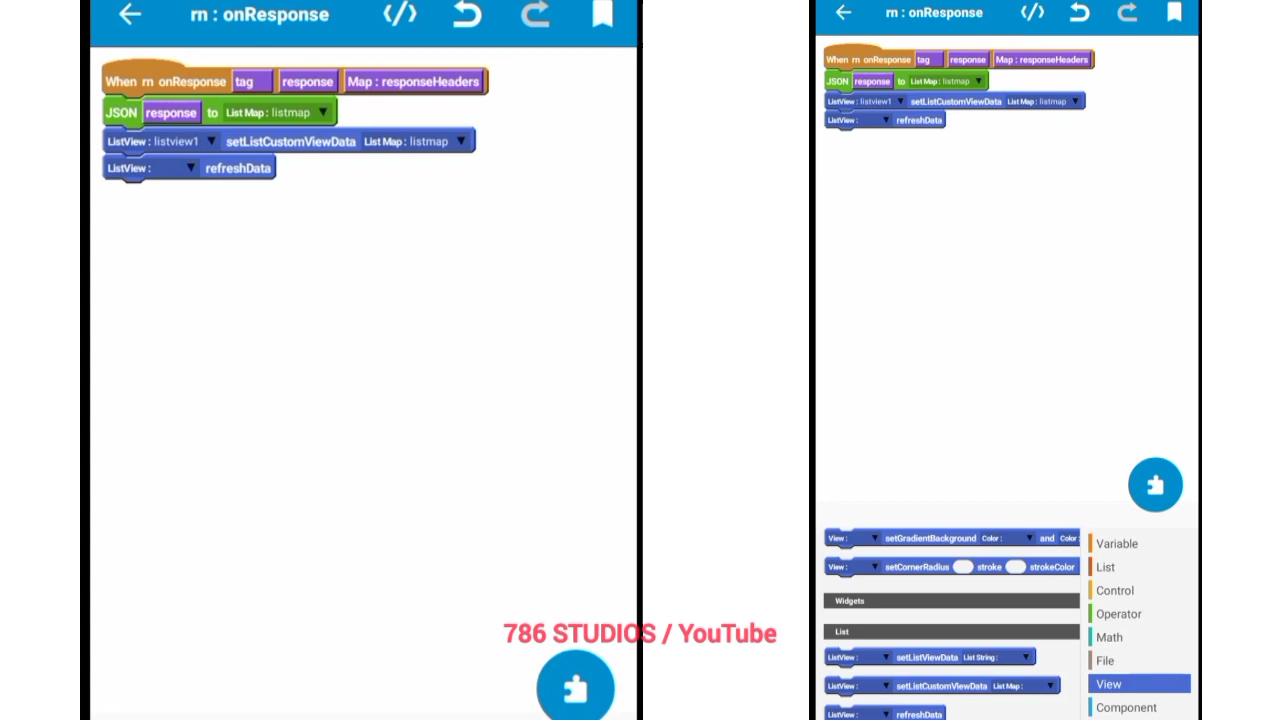 rn : onResponse
When rn onResponse tag response Map : responseHeaders
JSON response to List Map : listmap
ListView : listview1 setListCustomViewData List Map : listmap
ListView : refreshData
rn : onResponse
When rn onResponse tag response Map : responseHeaders
JSON response to List Map : listmap
ListView : listview1 setListCustomViewData List Map : listmap
ListView : refreshData
View : setGradientBackground Color : and Color :
View : setCornerRadius stroke strokeColor
Widgets
List
ListView : setListViewData List String :
ListView : setListCustomViewData List Map :
ListView : refreshData
Variable
List
Control
Operator
Math
File
View
Component
786 STUDIOS / YouTube